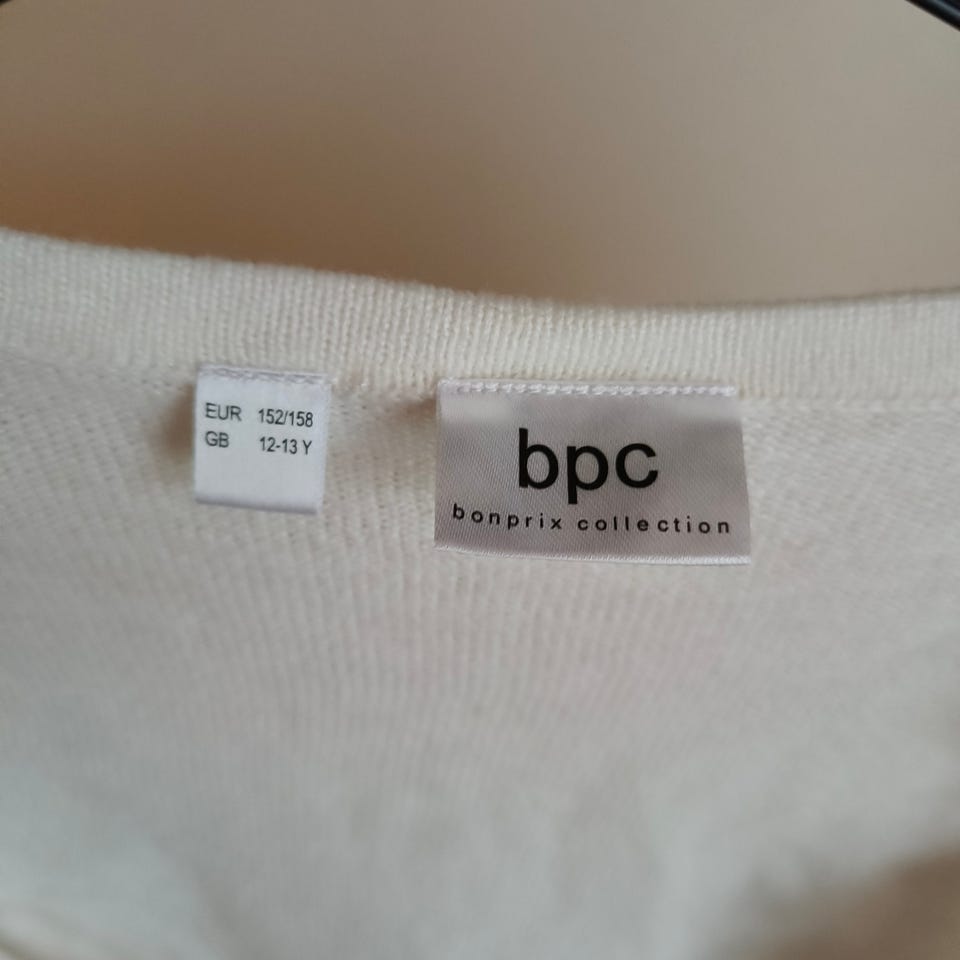 EUR 152/158
GB 12-13 Y
bpc
bonprix collection